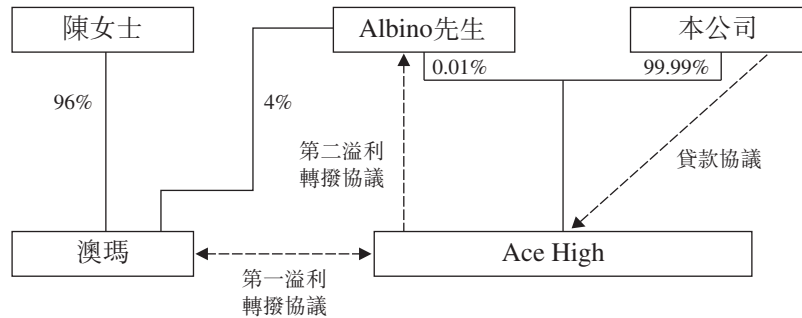 陳女士
Albino先生
本公司
0.01%
99.99%
96%
4%
第二溢利
轉撥協議
貸款協議
澳瑪
Ace High
第一溢利
轉撥協議